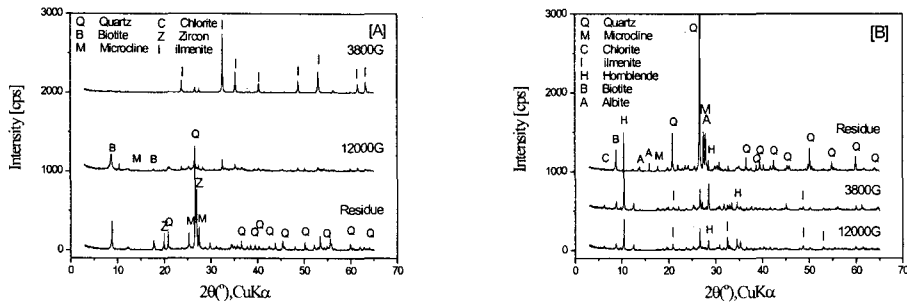 [A]
Q Quartz C Chlorite
B Biotite Z Zircon
M Microcline I ilmenite
3800G
12000G
Residue
B M B Q
Z Q M Z M Q Q Q Q Q Q Q Q Q
Intensity [cps]
3000
2000
1000
0
0 10 20 30 40 50 60 70
2θ(°),CuKα
[B]
Q Quartz
M Microcline
C Chlorite
I ilmenite
H Hornblende
B Biotite
A Albite
Residue
3800G
12000G
Q
C B H A A M Q M A H Q Q Q Q Q Q Q Q Q
I H I
I H I I I
Intensity [cps]
3000
2000
1000
0
0 10 20 30 40 50 60 70
2θ(°),CuKα